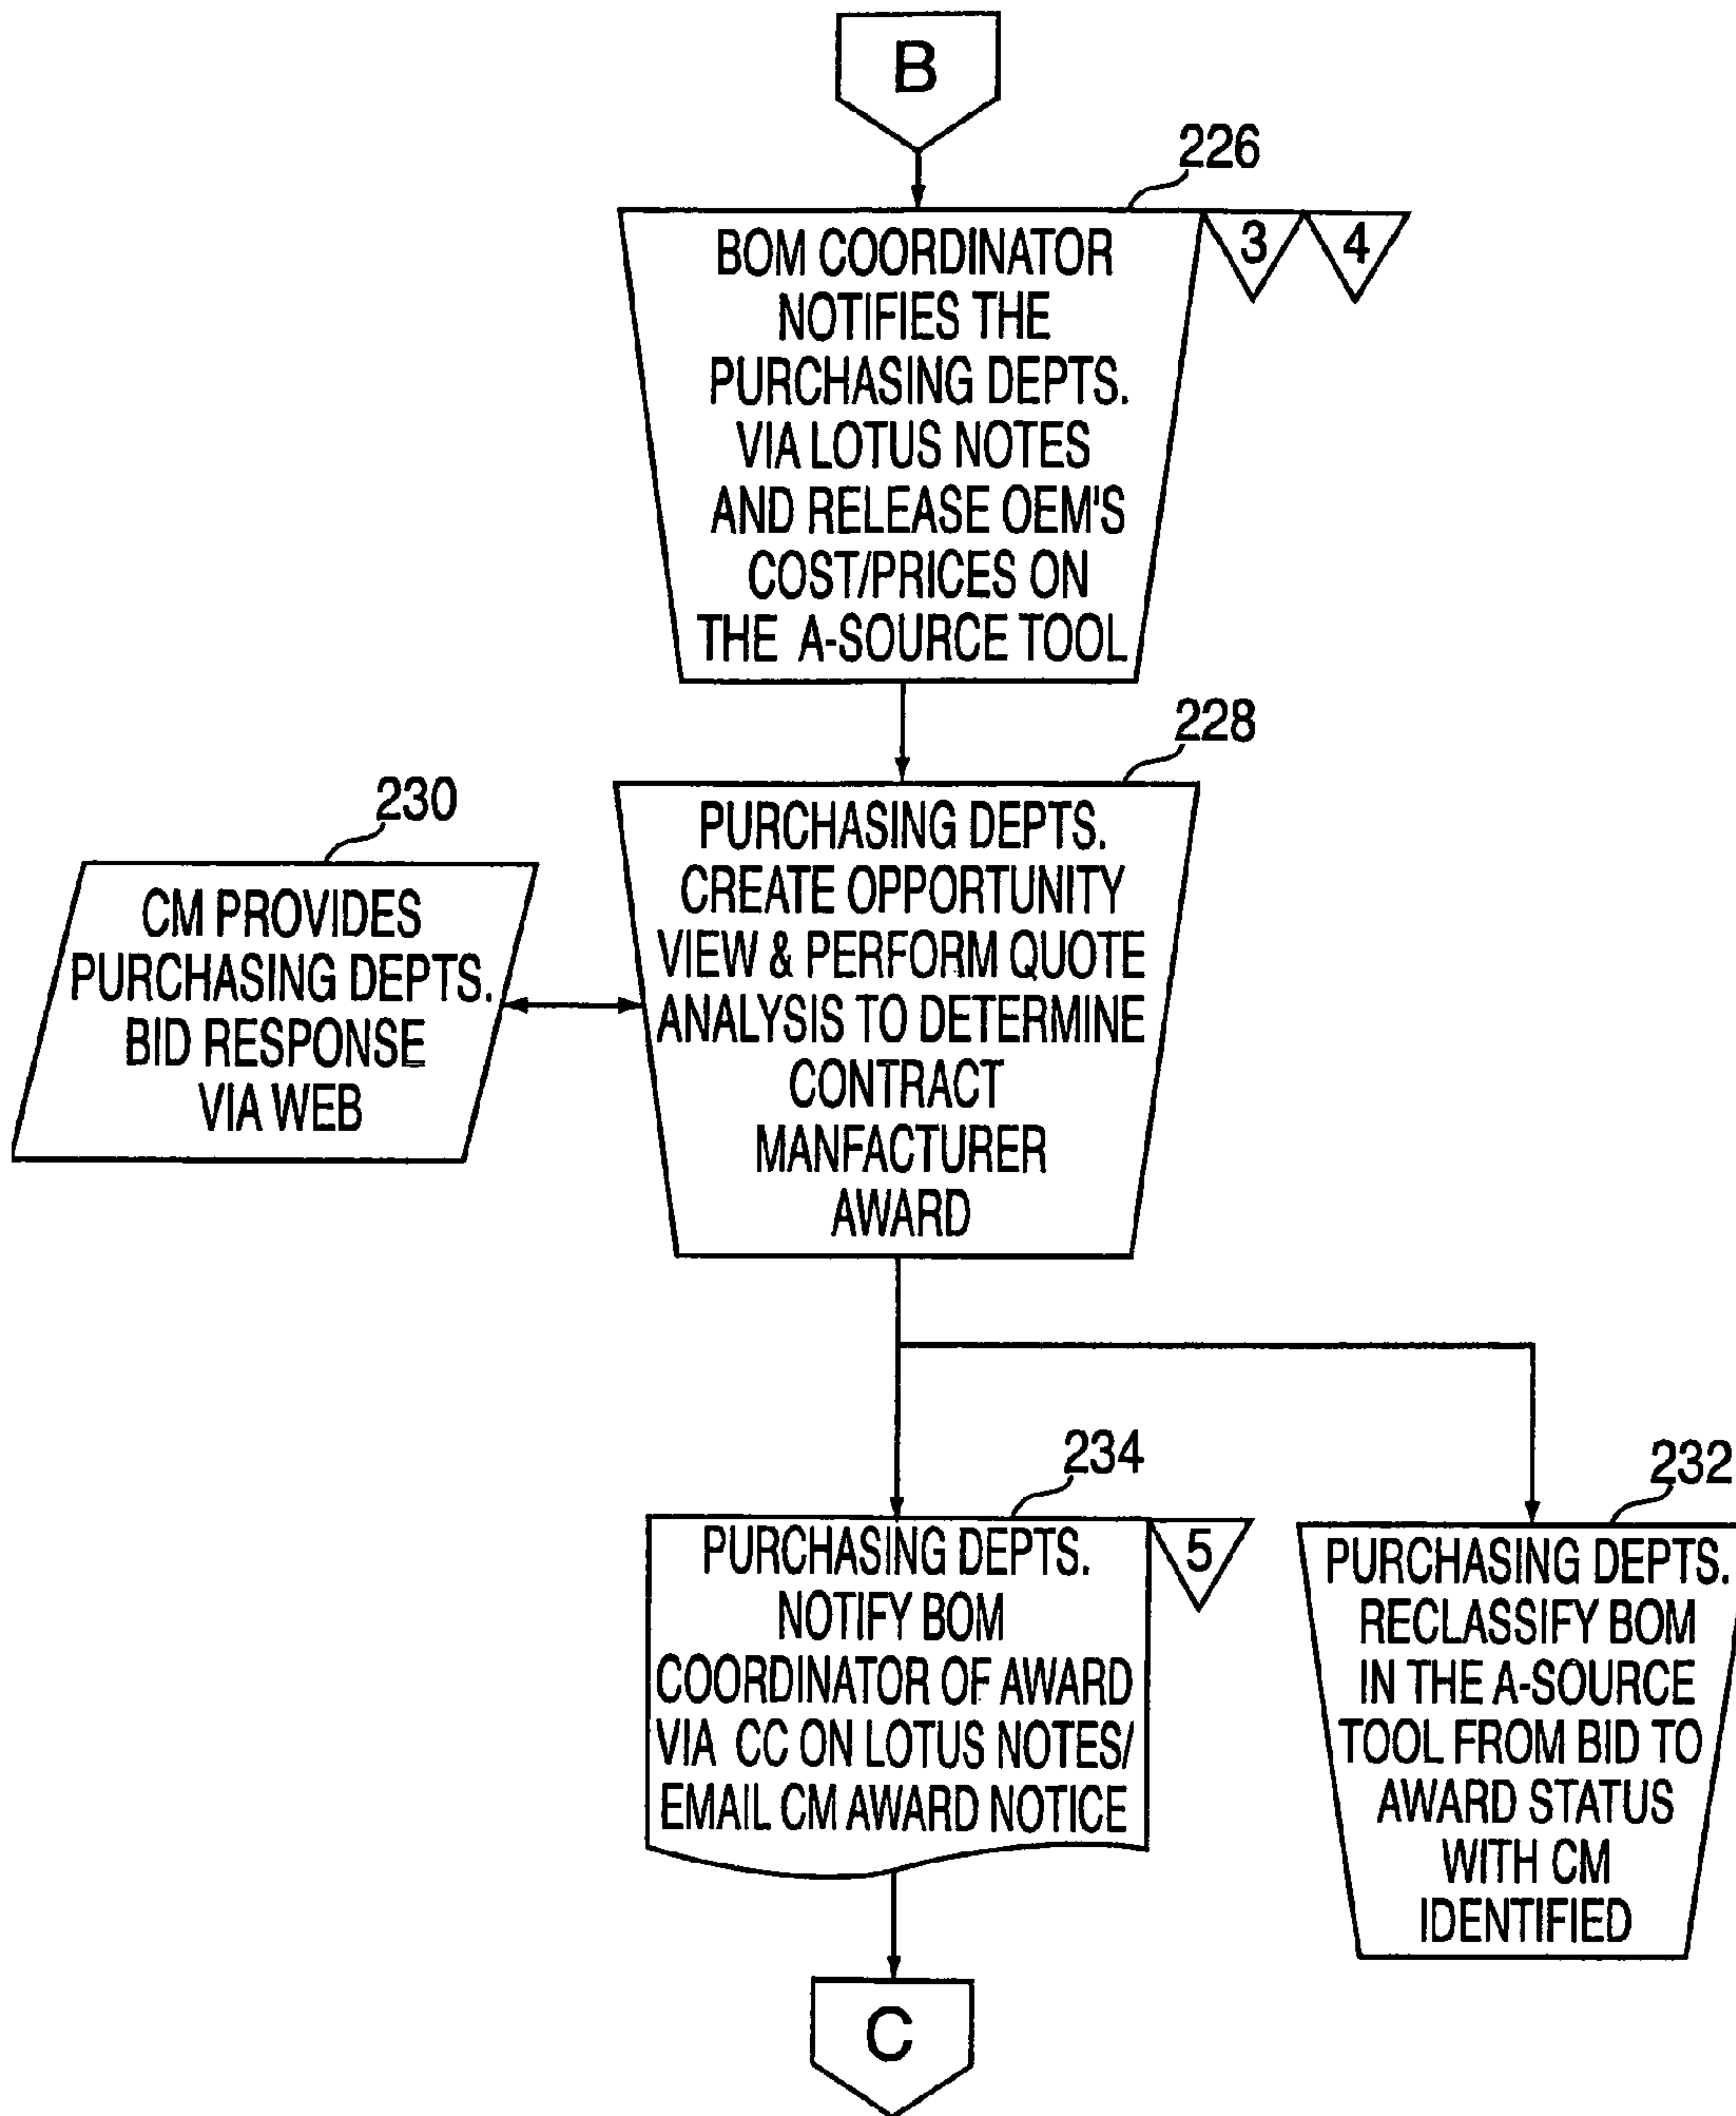 B
226
BOM COORDINATOR
NOTIFIES THE
PURCHASING DEPTS.
VIA LOTUS NOTES
AND RELEASE OEM'S
COST/PRICES ON
THE A-SOURCE TOOL
3
4
228
PURCHASING DEPTS.
CREATE OPPORTUNITY
VIEW & PERFORM QUOTE
ANALYSIS TO DETERMINE
CONTRACT
MANFACTURER
AWARD
230
CM PROVIDES
PURCHASING DEPTS.
BID RESPONSE
VIA WEB
234
PURCHASING DEPTS.
NOTIFY BOM
COORDINATOR OF AWARD
VIA CC ON LOTUS NOTES/
EMAIL CM AWARD NOTICE
5
232
PURCHASING DEPTS.
RECLASSIFY BOM
IN THE A-SOURCE
TOOL FROM BID TO
AWARD STATUS
WITH CM
IDENTIFIED
C